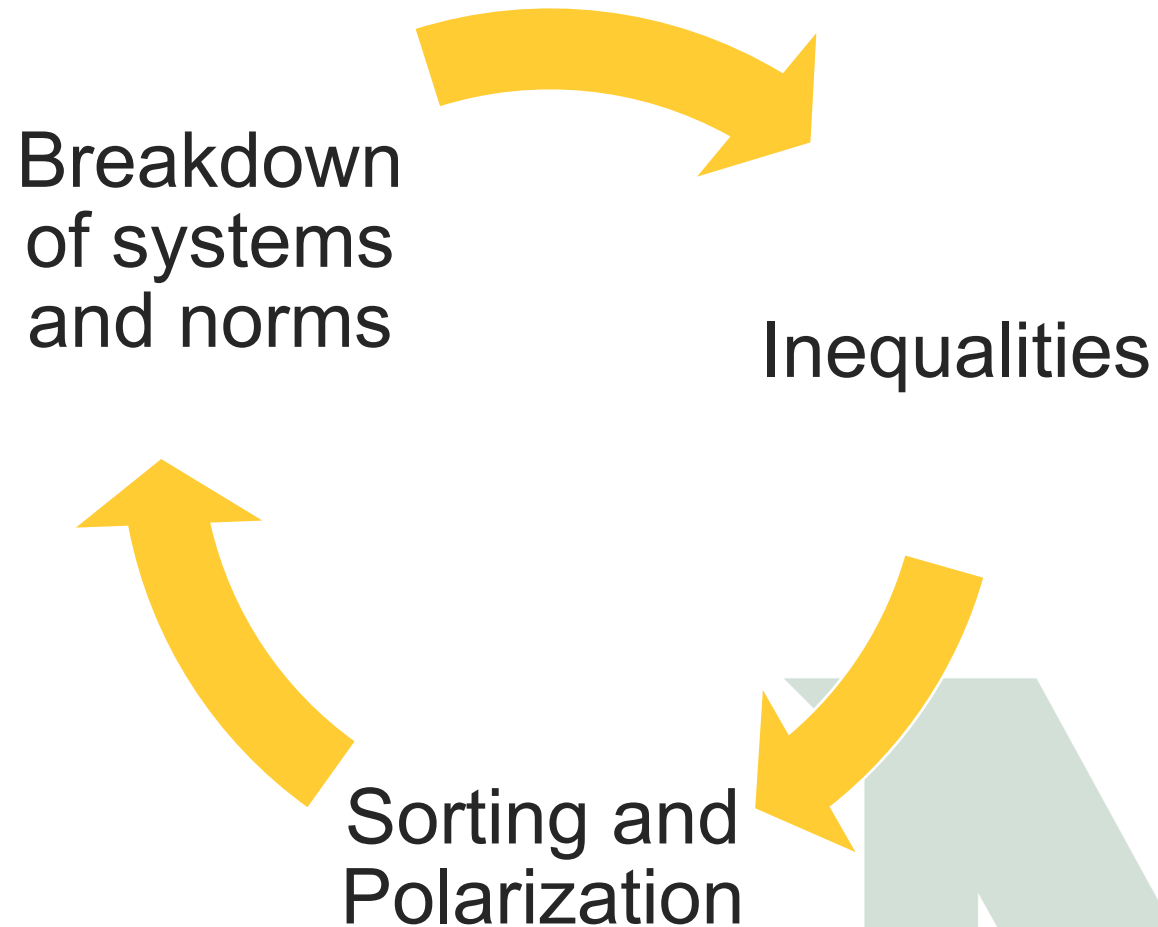 Breakdown
of systems
and norms
Inequalities
Sorting and
Polarization